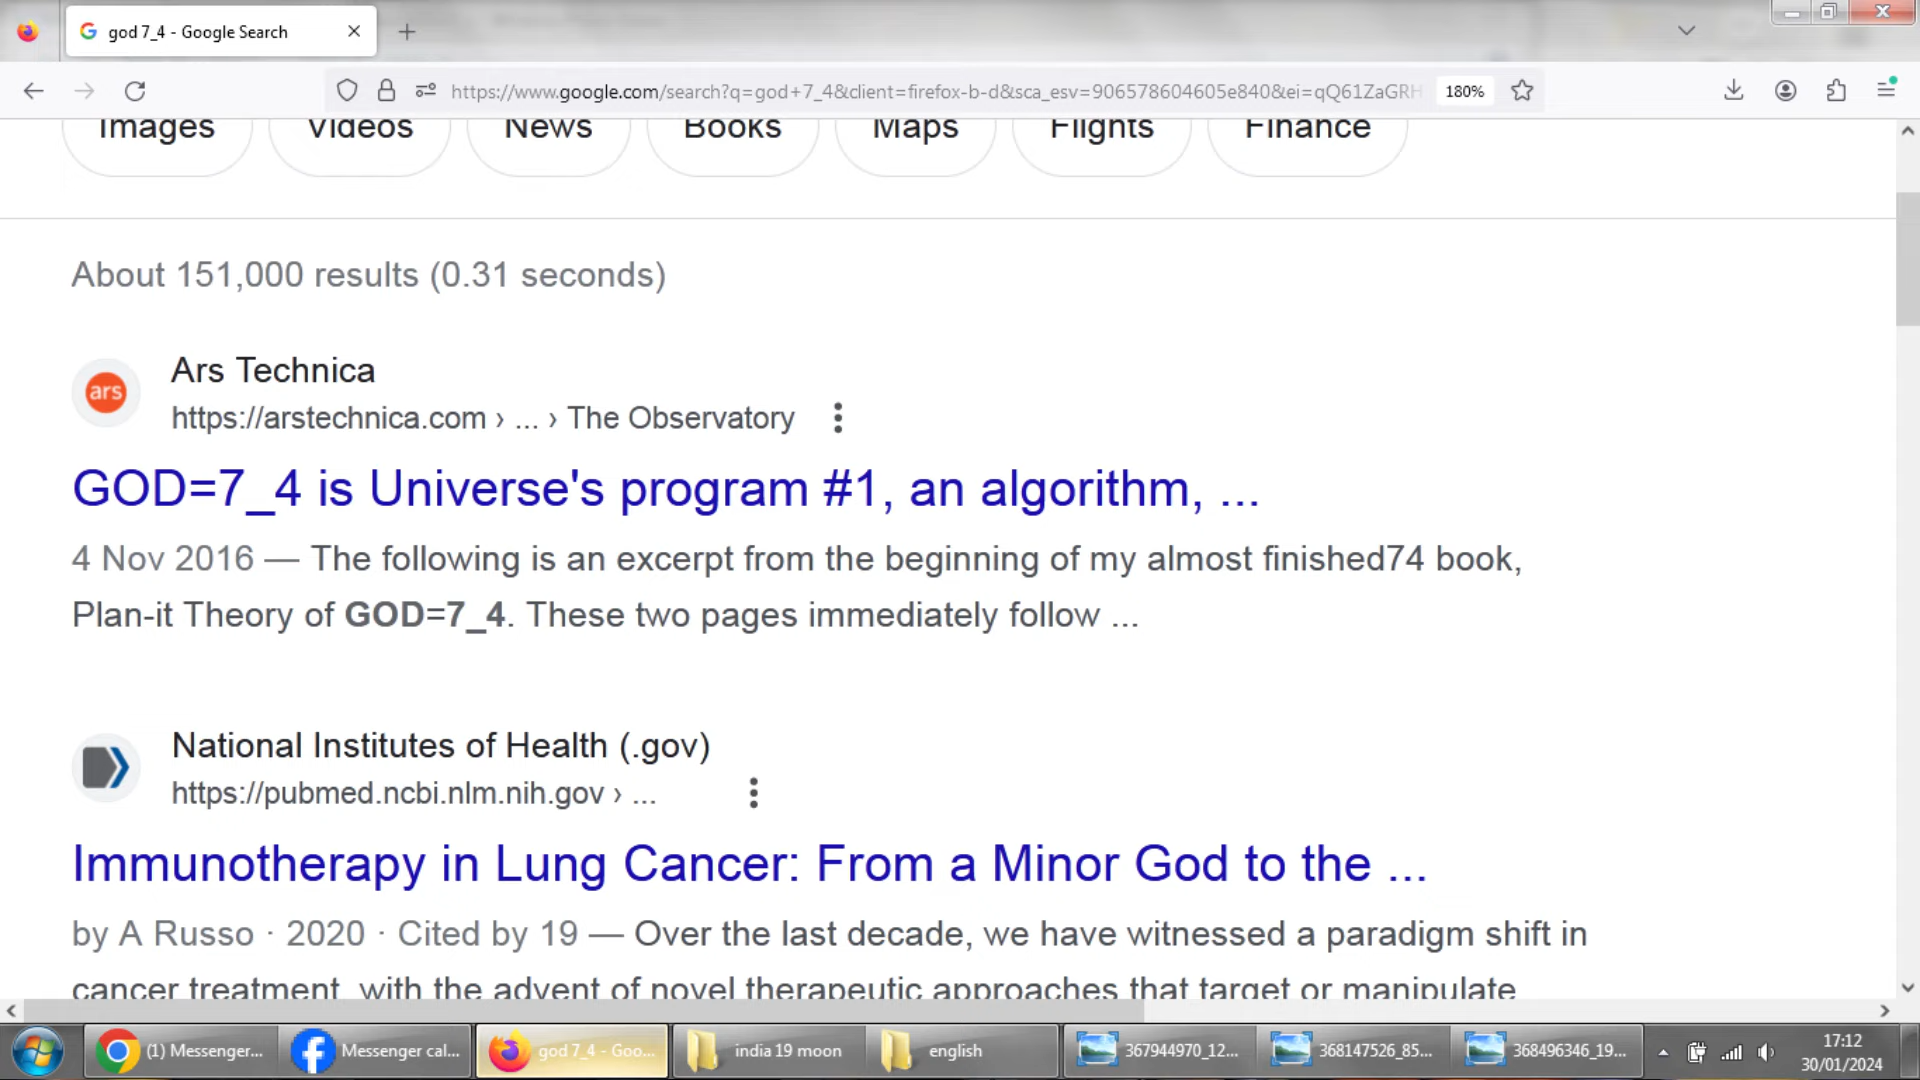 god 7_4 - Google Search
https://www.google.com/search?q=god+7_4&client=firefox-b-d&sca_esv=906578604605e840&ei=qQ61ZaGRH
180%
Images Videos News Books Maps Flights Finance
About 151,000 results (0.31 seconds)
ars
Ars Technica
https://arstechnica.com › ... › The Observatory
GOD=7_4 is Universe's program #1, an algorithm, ...
4 Nov 2016 — The following is an excerpt from the beginning of my almost finished74 book,
Plan-it Theory of GOD=7_4. These two pages immediately follow ...
National Institutes of Health (.gov)
https://pubmed.ncbi.nlm.nih.gov › ...
Immunotherapy in Lung Cancer: From a Minor God to the ...
by A Russo · 2020 · Cited by 19 — Over the last decade, we have witnessed a paradigm shift in
cancer treatment, with the advent of novel therapeutic approaches that target or manipulate
(1) Messenger... Messenger cal... god 7_4 - Goo... india 19 moon english 367944970_12... 368147526_85... 368496346_19... 17:12
30/01/2024